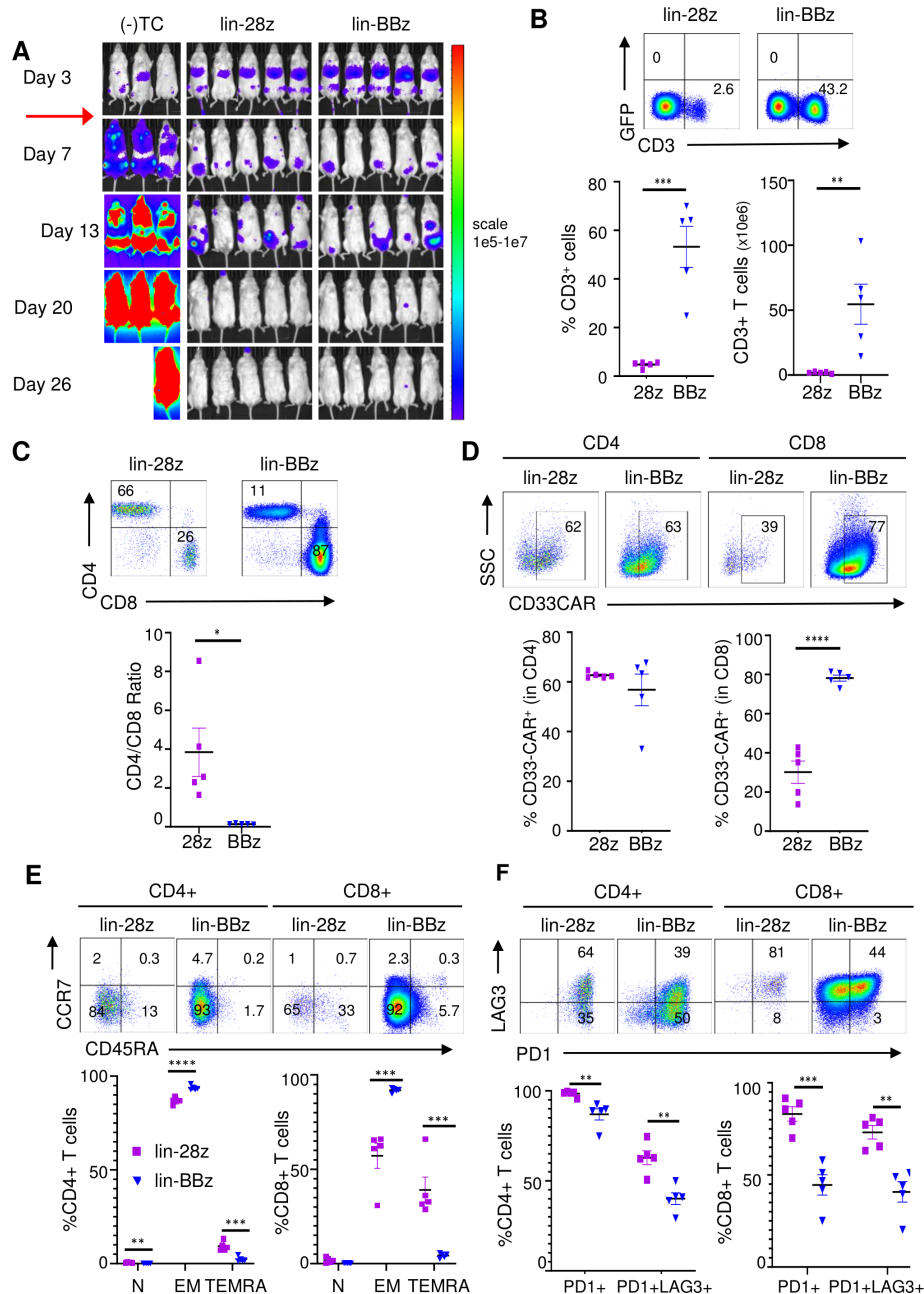 A
(-)TC lin-28z lin-BBz
Day 3
Day 7
Day 13
Day 20
Day 26
scale
1e5-1e7
B
lin-28z lin-BBz
0 0
2.6 43.2
GFP
CD3
***
% CD3+ cells
80
60
40
20
0
28z BBz
**
CD3+ T cells (x10e6)
150
100
50
0
28z BBz
C
lin-28z lin-BBz
66 11
26 87
CD4
CD8
*
CD4/CD8 Ratio
10
8
6
4
2
0
28z BBz
D
CD4 CD8
lin-28z lin-BBz lin-28z lin-BBz
62 63 39 77
SSC
CD33CAR
% CD33-CAR+ (in CD4)
80
60
40
20
0
28z BBz
****
% CD33-CAR+ (in CD8)
100
80
60
40
20
0
28z BBz
E
CD4+ CD8+
lin-28z lin-BBz lin-28z lin-BBz
2 0.3 4.7 0.2 1 0.7 2.3 0.3
84 13 93 1.7 65 33 92 5.7
CCR7
CD45RA
**** *** *** ** ***
%CD4+ T cells
100
50
0
lin-28z
lin-BBz
N EM TEMRA
%CD8+ T cells
100
50
0
N EM TEMRA
F
CD4+ CD8+
lin-28z lin-BBz lin-28z lin-BBz
64 39 81 44
35 50 8 3
LAG3
PD1
** **
%CD4+ T cells
100
50
0
PD1+ PD1+LAG3+
*** **
%CD8+ T cells
100
50
0
PD1+ PD1+LAG3+